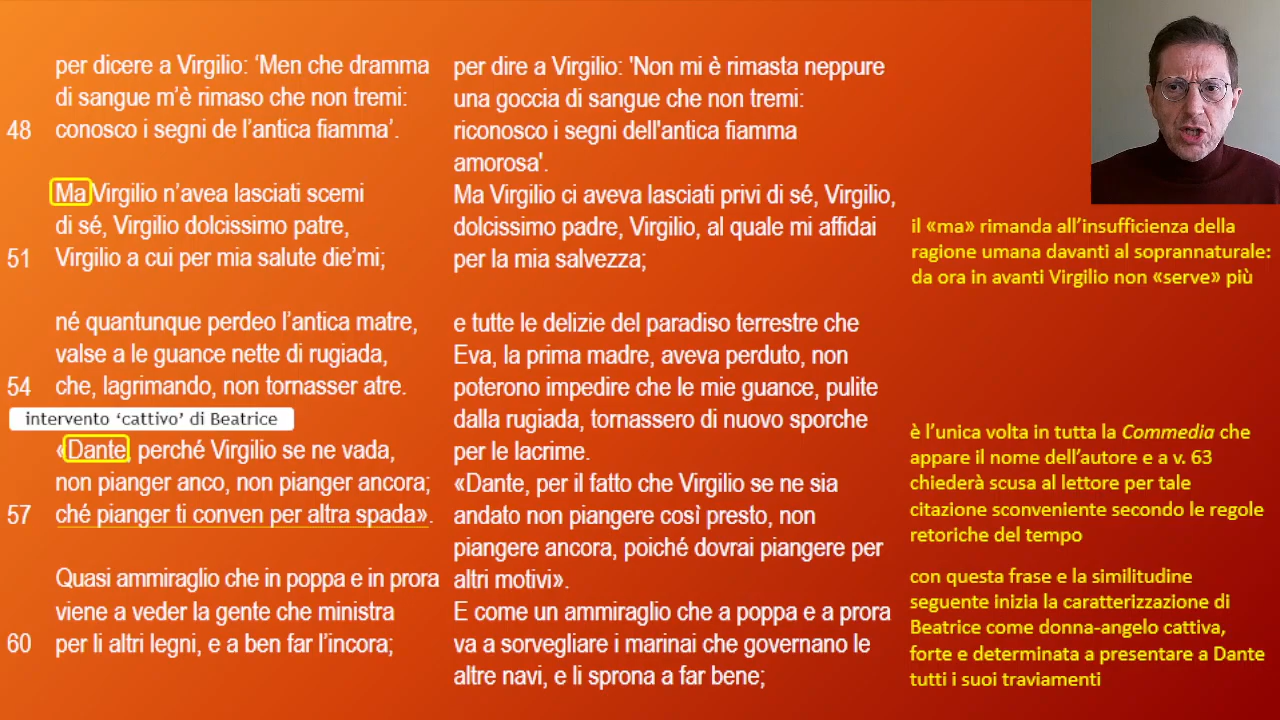 per dicere a Virgilio: ‘Men che dramma
di sangue m’è rimaso che non tremi:
48 conosco i segni de l’antica fiamma’.
Ma Virgilio n’avea lasciati scemi
di sé, Virgilio dolcissimo patre,
51 Virgilio a cui per mia salute die’mi;
né quantunque perdeo l’antica matre,
valse a le guance nette di rugiada,
54 che, lagrimando, non tornasser atre.
intervento ‘cattivo’ di Beatrice
«Dante, perché Virgilio se ne vada,
non pianger anco, non pianger ancora;
57 ché pianger ti conven per altra spada».
Quasi ammiraglio che in poppa e in prora
viene a veder la gente che ministra
60 per li altri legni, e a ben far l’incora;
per dire a Virgilio: 'Non mi è rimasta neppure
una goccia di sangue che non tremi:
riconosco i segni dell'antica fiamma
amorosa'.
Ma Virgilio ci aveva lasciati privi di sé, Virgilio,
dolcissimo padre, Virgilio, al quale mi affidai
per la mia salvezza;
e tutte le delizie del paradiso terrestre che
Eva, la prima madre, aveva perduto, non
poterono impedire che le mie guance, pulite
dalla rugiada, tornassero di nuovo sporche
per le lacrime.
«Dante, per il fatto che Virgilio se ne sia
andato non piangere così presto, non
piangere ancora, poiché dovrai piangere per
altri motivi».
E come un ammiraglio che a poppa e a prora
va a sorvegliare i marinai che governano le
altre navi, e li sprona a far bene;
il «ma» rimanda all’insufficienza della
ragione umana davanti al soprannaturale:
da ora in avanti Virgilio non «serve» più
è l’unica volta in tutta la Commedia che
appare il nome dell’autore e a v. 63
chiederà scusa al lettore per tale
citazione sconveniente secondo le regole
retoriche del tempo
con questa frase e la similitudine
seguente inizia la caratterizzazione di
Beatrice come donna-angelo cattiva,
forte e determinata a presentare a Dante
tutti i suoi traviamenti